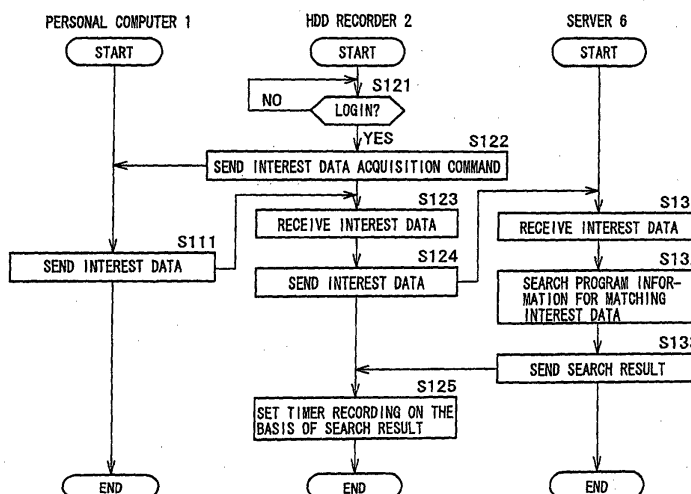 PERSONAL COMPUTER 1
HDD RECORDER 2
SERVER 6
START
START
START
S121
NO
LOGIN?
YES
S122
SEND INTEREST DATA ACQUISITION COMMAND
S123
RECEIVE INTEREST DATA
S13
RECEIVE INTEREST DATA
S111
SEND INTEREST DATA
S124
SEND INTEREST DATA
S132
SEARCH PROGRAM INFOR-
MATION FOR MATCHING
INTEREST DATA
S133
SEND SEARCH RESULT
S125
SET TIMER RECORDING ON THE
BASIS OF SEARCH RESULT
END
END
END